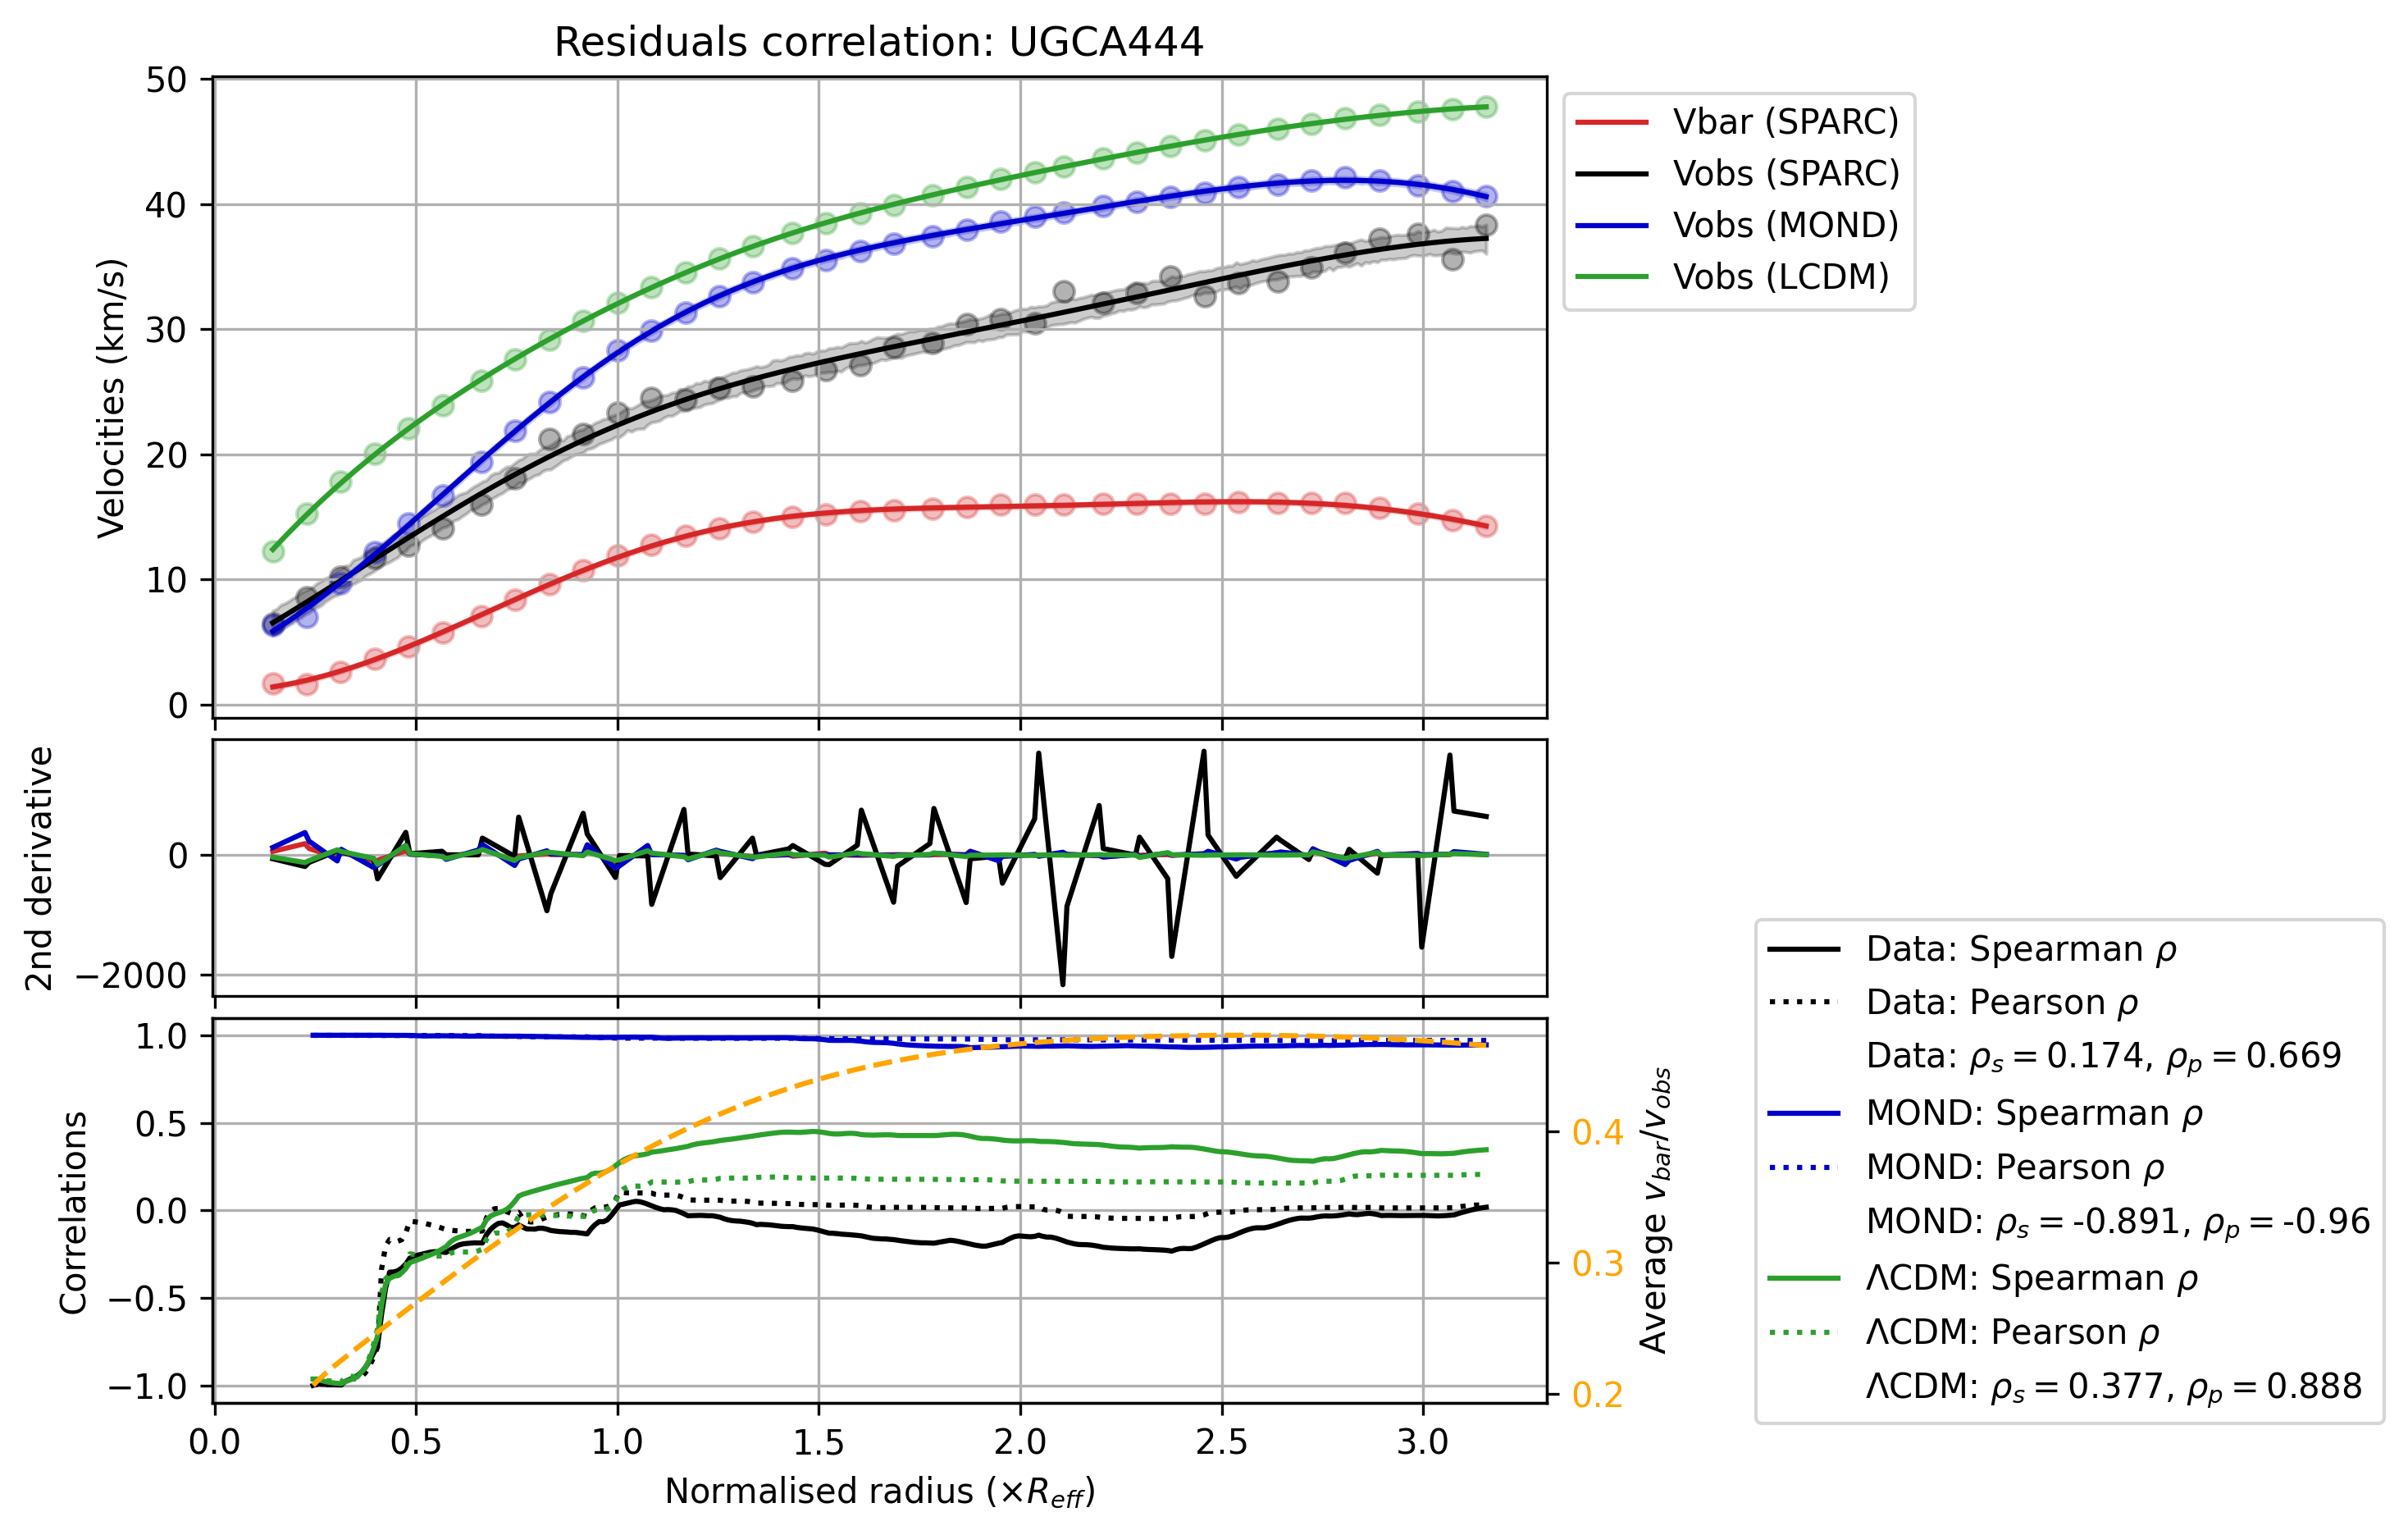 Residuals correlation: UGCA444
50
40
30
20
10
0
Velocities (km/s)
Vbar (SPARC)
Vobs (SPARC)
Vobs (MOND)
Vobs (LCDM)
0
−2000
2nd derivative
1.0
0.5
0.0
−0.5
−1.0
Correlations
0.4
0.3
0.2
Average v_bar/v_obs
0.0 0.5 1.0 1.5 2.0 2.5 3.0
Normalised radius (×R_eff)
Data: Spearman ρ
Data: Pearson ρ
Data: ρ_s = 0.174, ρ_p = 0.669
MOND: Spearman ρ
MOND: Pearson ρ
MOND: ρ_s = -0.891, ρ_p = -0.96
ΛCDM: Spearman ρ
ΛCDM: Pearson ρ
ΛCDM: ρ_s = 0.377, ρ_p = 0.888